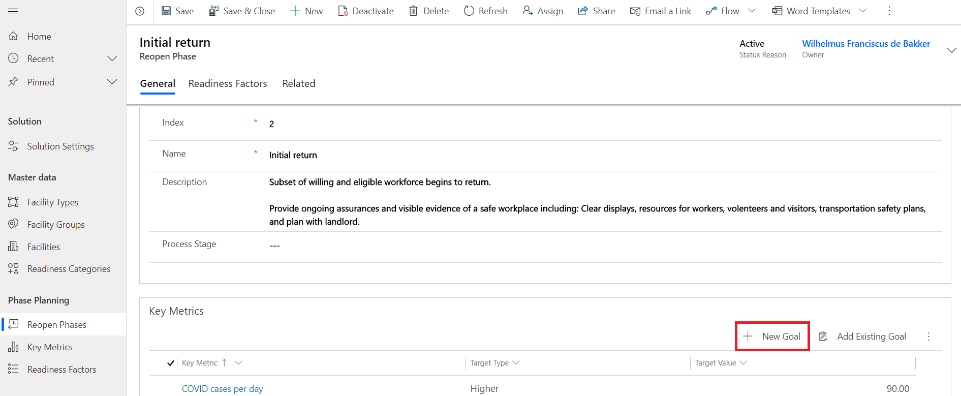 Save
Save & Close
New
Deactivate
Delete
Refresh
Assign
Share
Email a Link
Flow
Word Templates
Home
Recent
Pinned
Solution
Solution Settings
Master data
Facility Types
Facility Groups
Facilities
Readiness Categories
Phase Planning
Reopen Phases
Key Metrics
Readiness Factors
Initial return
Reopen Phase
Active
Status Reason
Wilhelmus Franciscus de Bakker
Owner
General Readiness Factors Related
Index * 2
Name * Initial return
Description Subset of willing and eligible workforce begins to return.
Provide ongoing assurances and visible evidence of a safe workplace including: Clear displays, resources for workers, volenteers and visitors, transportation safety plans,
and plan with landlord.
Process Stage ---
Key Metrics
New Goal Add Existing Goal
Key Metric ↑ Target Type Target Value
COVID cases per day Higher 90.00